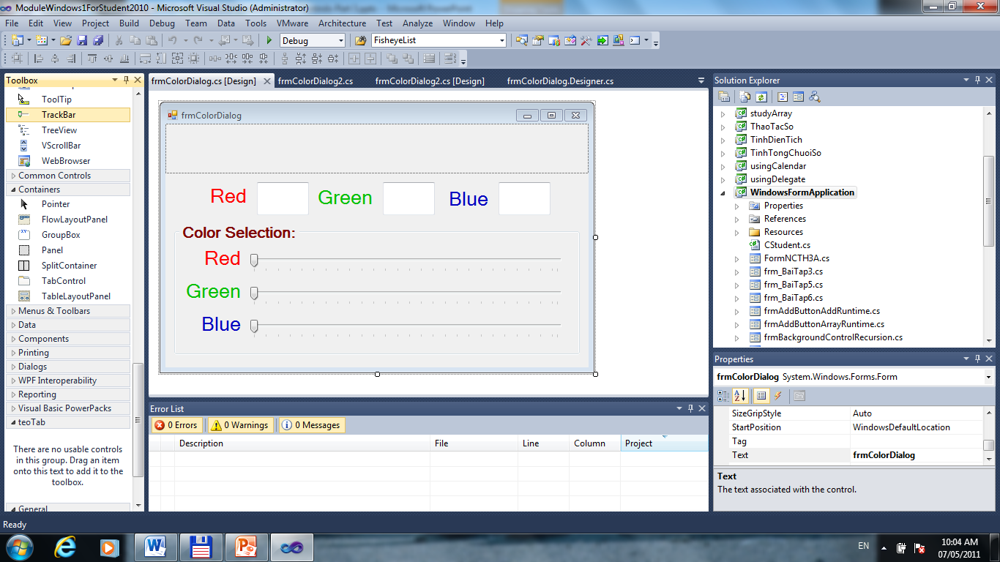 ModuleWindows1ForStudent2010 - Microsoft Visual Studio (Administrator)
File Edit View Project Build Debug Team Data Tools VMware Architecture Test Analyze Window Help
Debug FisheyeList
Toolbox
ToolTip
TrackBar
TreeView
VScrollBar
WebBrowser
Common Controls
Containers
Pointer
FlowLayoutPanel
GroupBox
Panel
SplitContainer
TabControl
TableLayoutPanel
Menus & Toolbars
Data
Components
Printing
Dialogs
WPF Interoperability
Reporting
Visual Basic PowerPacks
teoTab
There are no usable controls
in this group. Drag an item
onto this text to add it to the
toolbox.
General
frmColorDialog.cs [Design] frmColorDialog2.cs frmColorDialog2.cs [Design] frmColorDialog.Designer.cs
frmColorDialog
Red Green Blue
Color Selection:
Red
Green
Blue
Error List
0 Errors 0 Warnings 0 Messages
Description File Line Column Project
Solution Explorer
studyArray
ThaoTacSo
TinhDienTich
TinhTongChuoiSo
usingCalendar
usingDelegate
WindowsFormApplication
Properties
References
Resources
CStudent.cs
FormNCTH3A.cs
frm_BaiTap3.cs
frm_BaiTap5.cs
frm_BaiTap6.cs
frmAddButtonAddRuntime.cs
frmAddButtonArrayRuntime.cs
frmBackgroundControlRecursion.cs
Properties
frmColorDialog System.Windows.Forms.Form
SizeGripStyle Auto
StartPosition WindowsDefaultLocation
Tag
Text frmColorDialog
Text
The text associated with the control.
Ready
EN 10:04 AM
07/05/2011